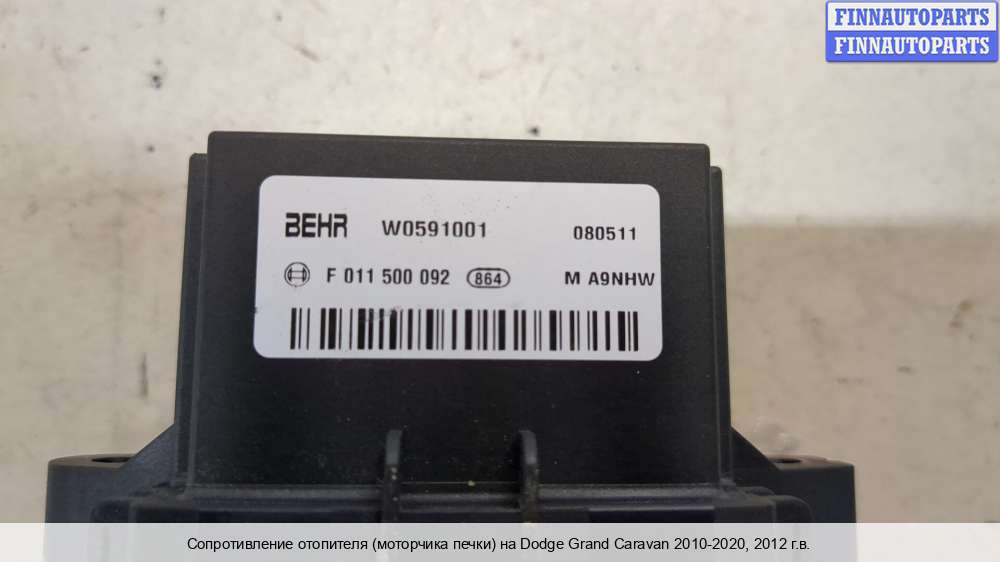 FINNAUTOPARTS
FINNAUTOPARTS
BEHR W0591001 080511
F 011 500 092 864 M A9NHW
Сопротивление отопителя (моторчика печки) на Dodge Grand Caravan 2010-2020, 2012 г.в.